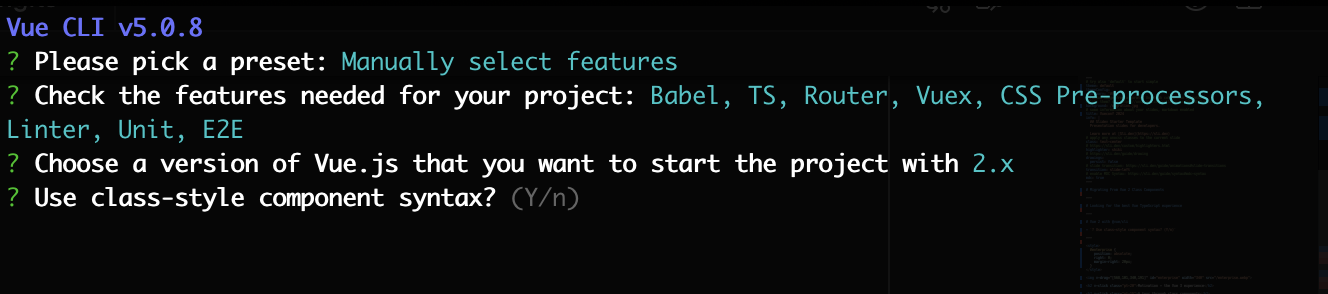 Vue CLI v5.0.8
? Please pick a preset: Manually select features
? Check the features needed for your project: Babel, TS, Router, Vuex, CSS Pre-processors,
Linter, Unit, E2E
? Choose a version of Vue.js that you want to start the project with 2.x
? Use class-style component syntax? (Y/n)